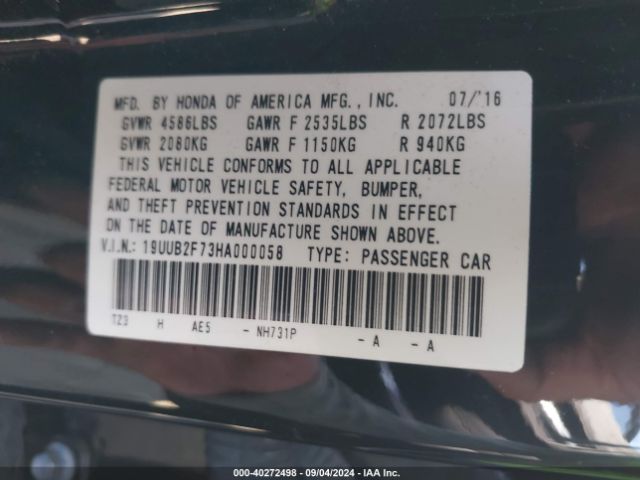 MFD. BY HONDA OF AMERICA MFG., INC. 07/'16
GVWR 4586LBS GAWR F 2535LBS R 2072LBS
GVWR 2080KG GAWR F 1150KG R 940KG
THIS VEHICLE CONFORMS TO ALL APPLICABLE
FEDERAL MOTOR VEHICLE SAFETY, BUMPER,
AND THEFT PREVENTION STANDARDS IN EFFECT
ON THE DATE OF MANUFACTURE SHOWN ABOVE.
V.I.N.: 19UUB2F73HA000058 TYPE: PASSENGER CAR
TZ3 H AE5 - NH731P - A - A
000-40272498 - 09/04/2024 - IAA Inc.